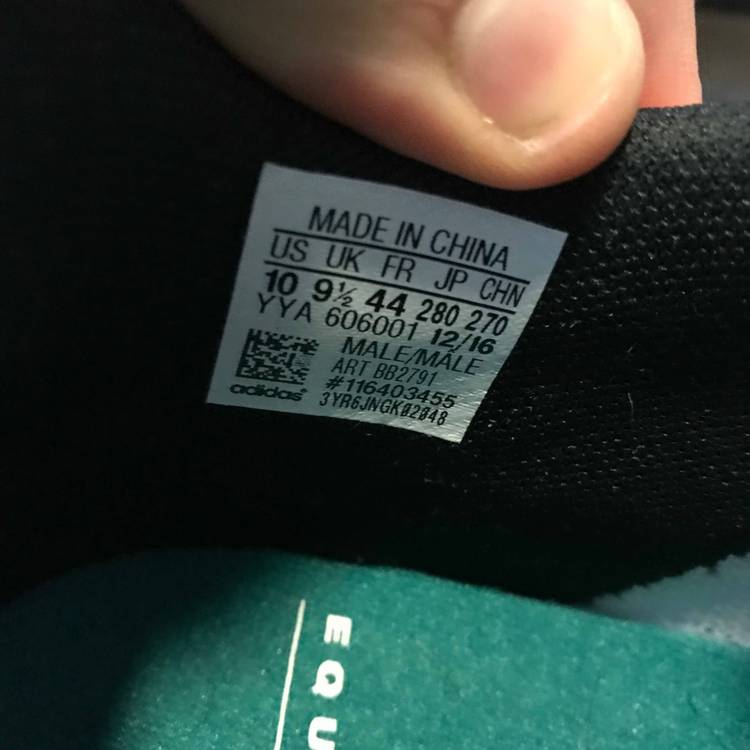 MADE IN CHINA
US UK FR JP CHN
10 9½ 44 280 270
YYA 606001 12/16
MALE/MALE
ART BB2791
#116403455
adidas® 3YR6JNGK02048
EQU